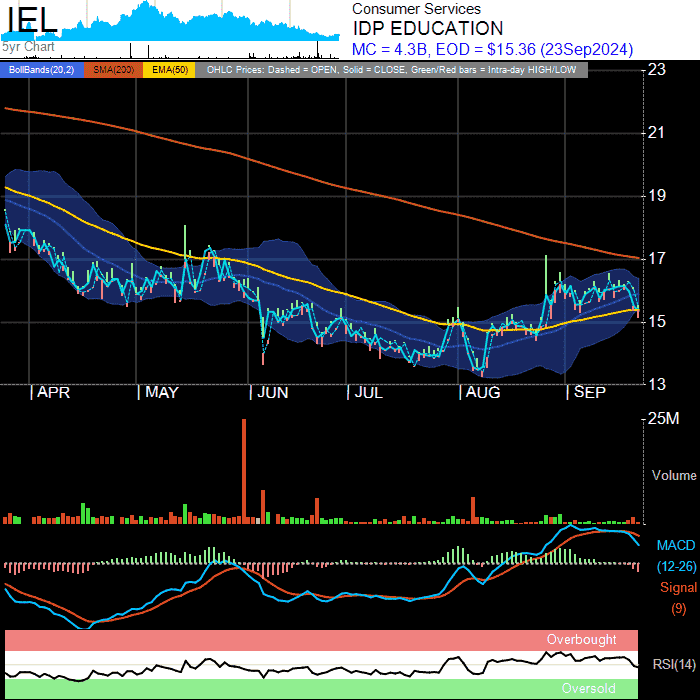 IEL
5yr Chart
Consumer Services
IDP EDUCATION
MC = 4.3B, EOD = $15.36 (23Sep2024)
BollBands(20,2) SMA(200) EMA(50) OHLC Prices: Dashed = OPEN, Solid = CLOSE, Green/Red bars = Intra-day HIGH/LOW
23
21
19
17
15
13
APR MAY JUN JUL AUG SEP
25M
Volume
MACD
(12-26)
Signal
(9)
Overbought
RSI(14)
Oversold